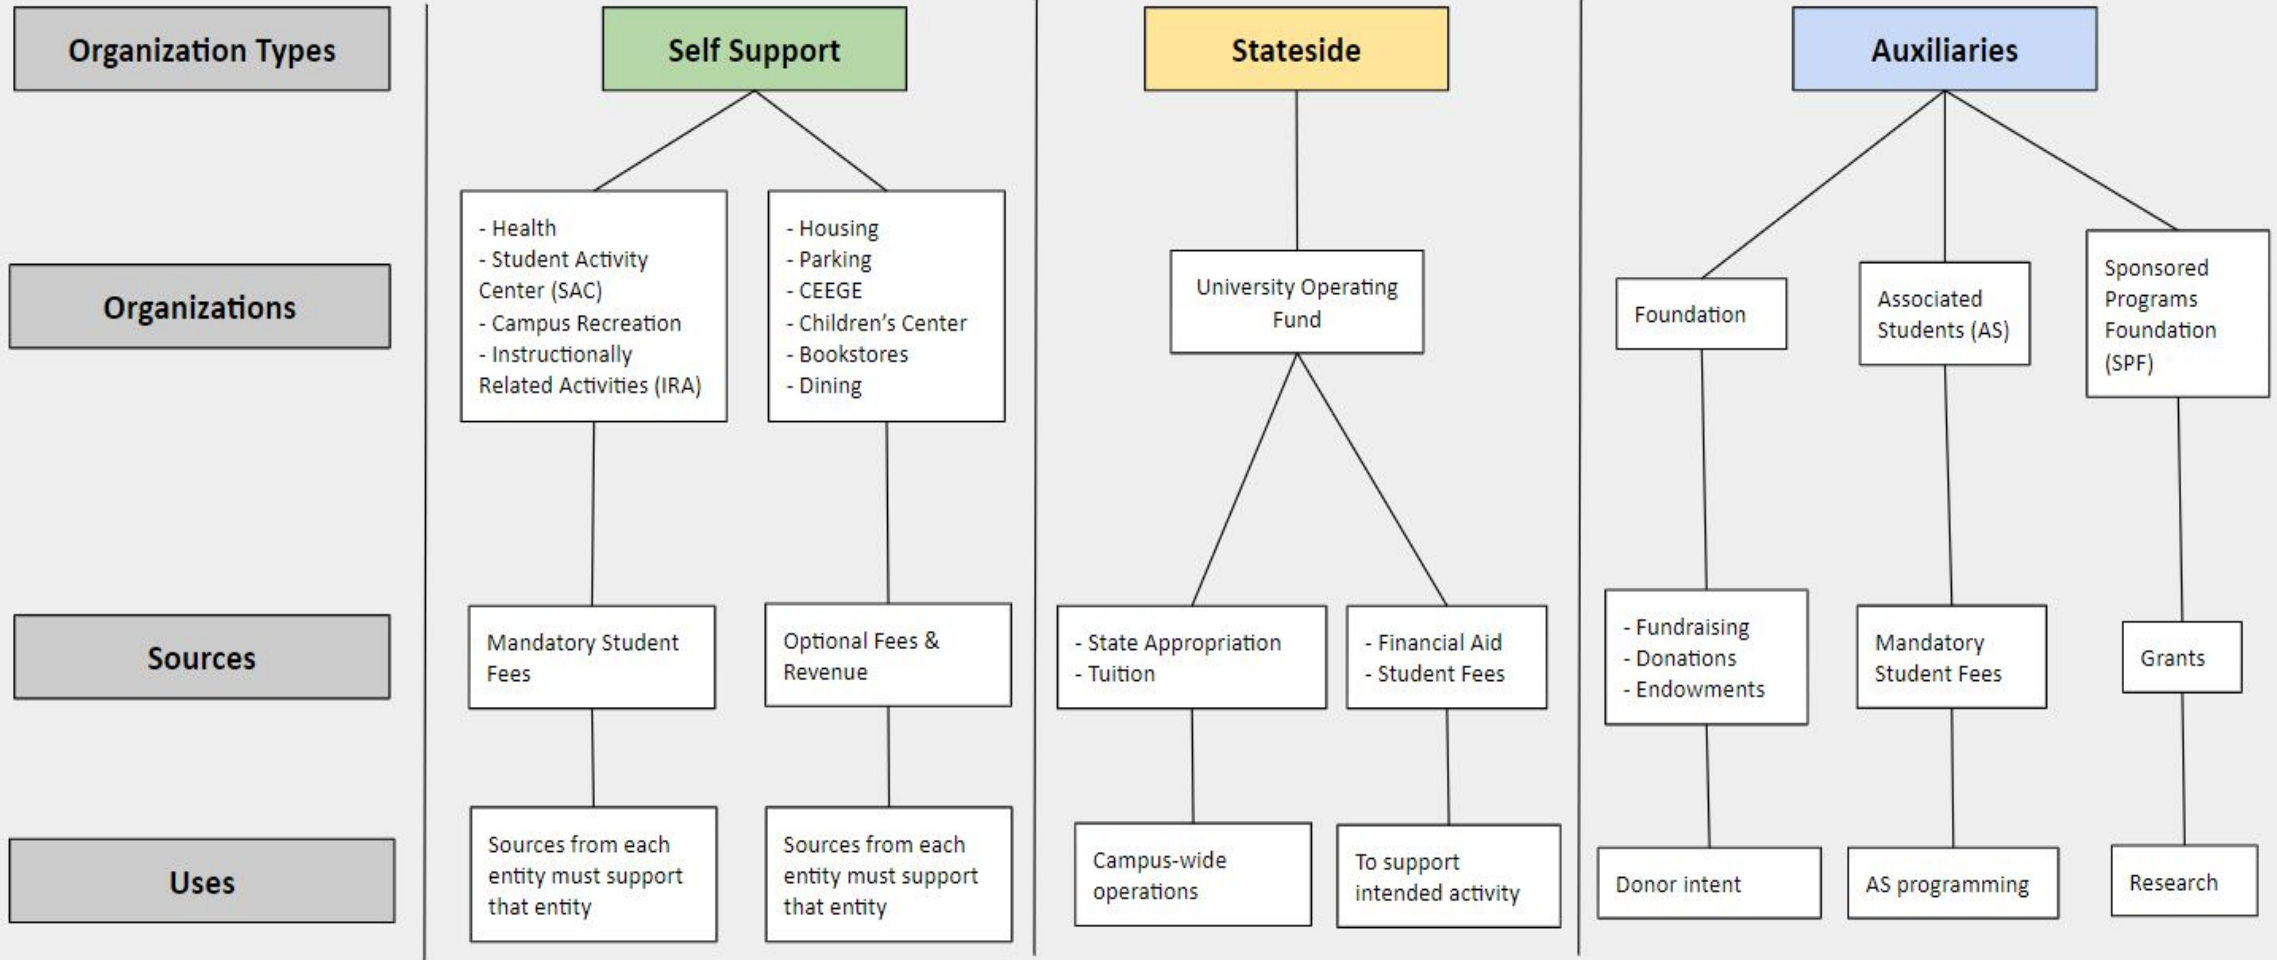 Organization Types
Self Support
Stateside
Auxiliaries
Organizations
- Health
- Student Activity
Center (SAC)
- Campus Recreation
- Instructionally
Related Activities (IRA)
- Housing
- Parking
- CEEGE
- Children's Center
- Bookstores
- Dining
University Operating
Fund
Foundation
Associated
Students (AS)
Sponsored
Programs
Foundation
(SPF)
Sources
Mandatory Student
Fees
Optional Fees &
Revenue
- State Appropriation
- Tuition
- Financial Aid
- Student Fees
- Fundraising
- Donations
- Endowments
Mandatory
Student Fees
Grants
Uses
Sources from each
entity must support
that entity
Sources from each
entity must support
that entity
Campus-wide
operations
To support
intended activity
Donor intent
AS programming
Research